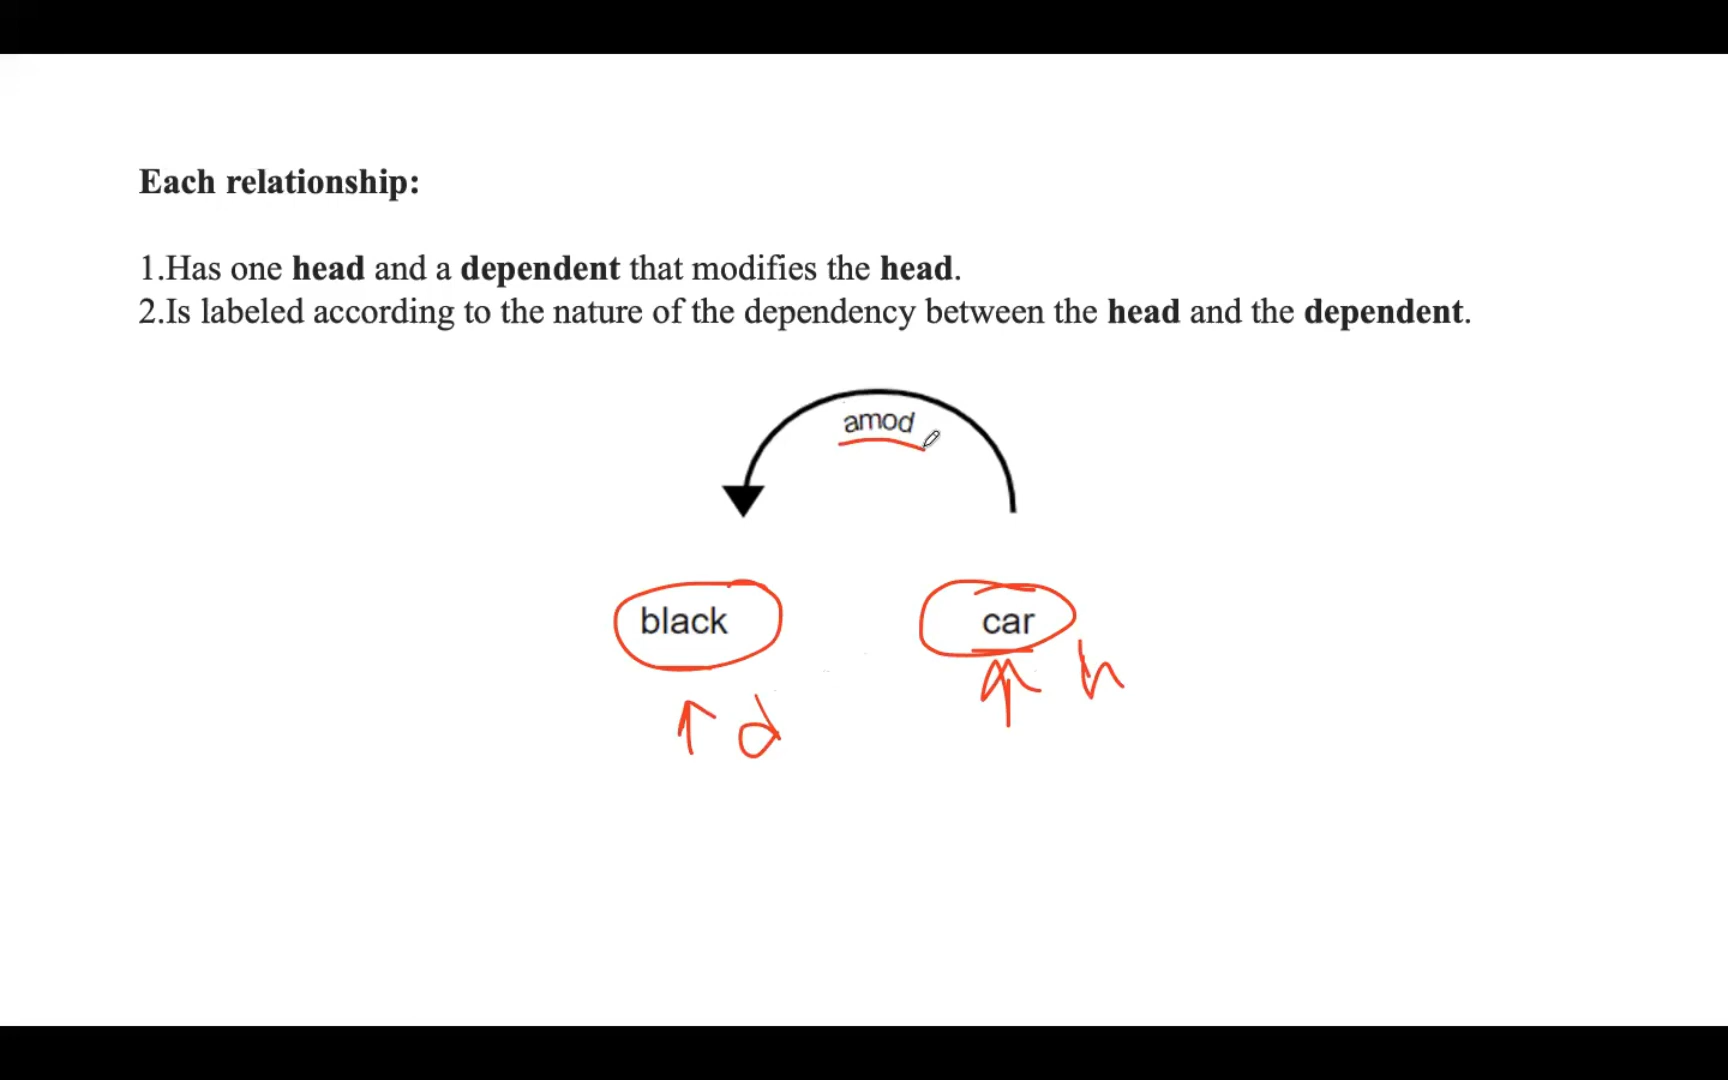 Each relationship:
1.Has one head and a dependent that modifies the head.
2.Is labeled according to the nature of the dependency between the head and the dependent.
amod
black car
h
d